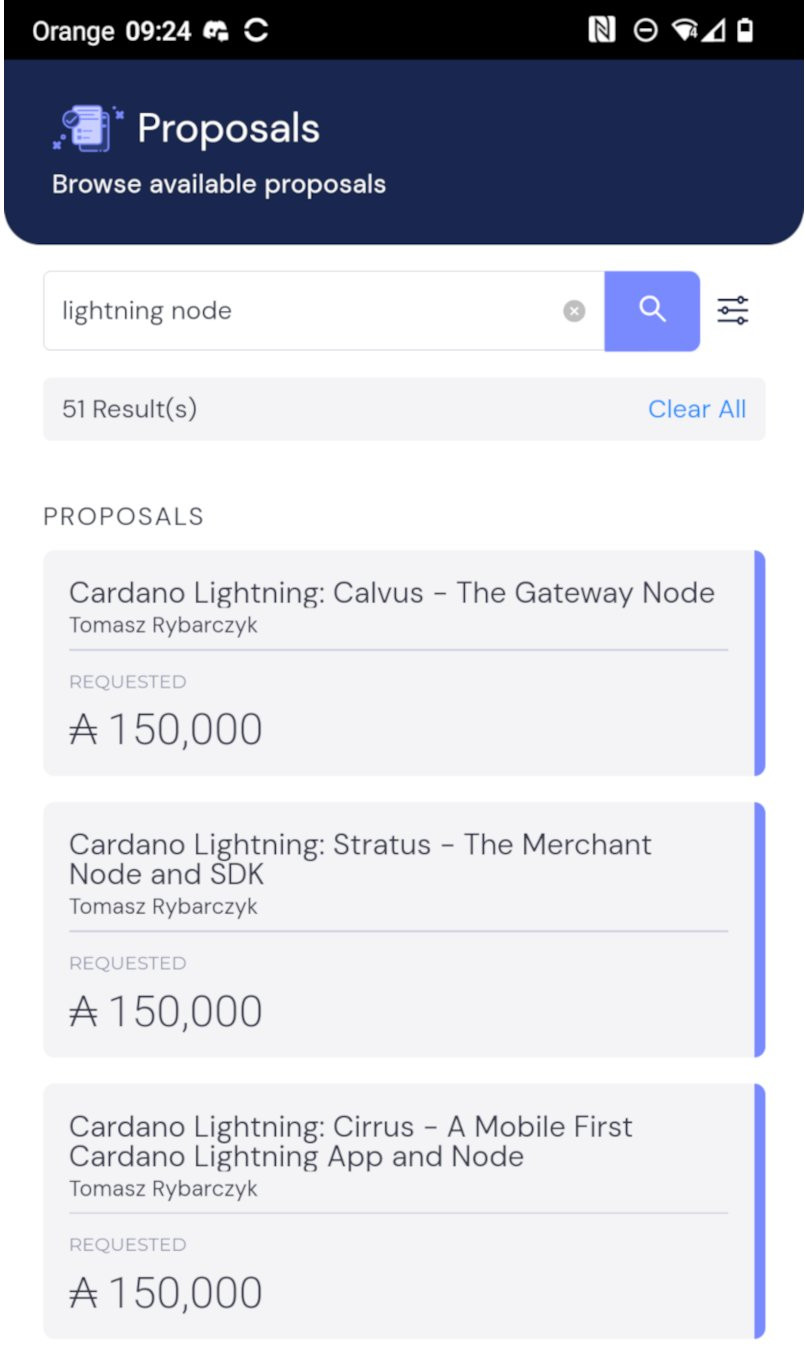 Orange 09:24
Proposals
Browse available proposals
lightning node
51 Result(s)
Clear All
PROPOSALS
Cardano Lightning: Calvus - The Gateway Node
Tomasz Rybarczyk
REQUESTED
₳ 150,000
Cardano Lightning: Stratus - The Merchant
Node and SDK
Tomasz Rybarczyk
REQUESTED
₳ 150,000
Cardano Lightning: Cirrus - A Mobile First
Cardano Lightning App and Node
Tomasz Rybarczyk
REQUESTED
₳ 150,000